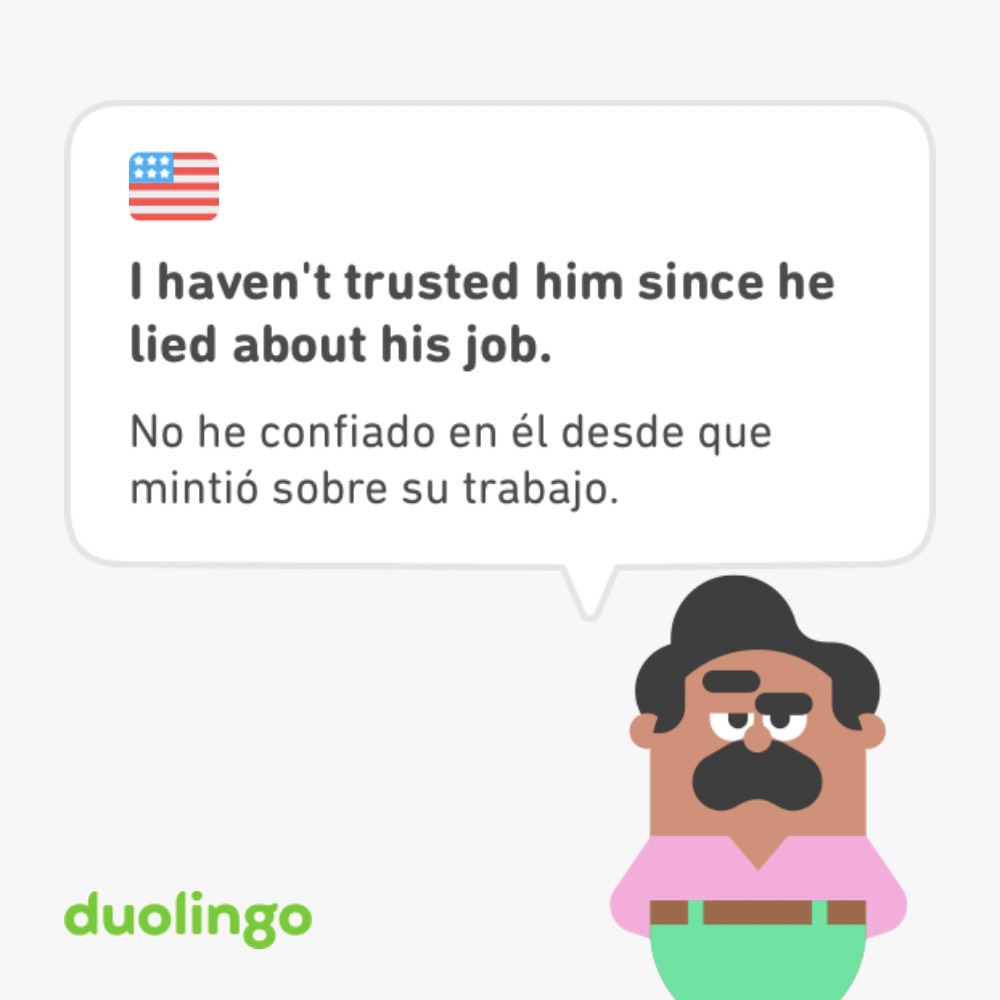 I haven't trusted him since he
lied about his job.
No he confiado en él desde que
mintió sobre su trabajo.
duolingo